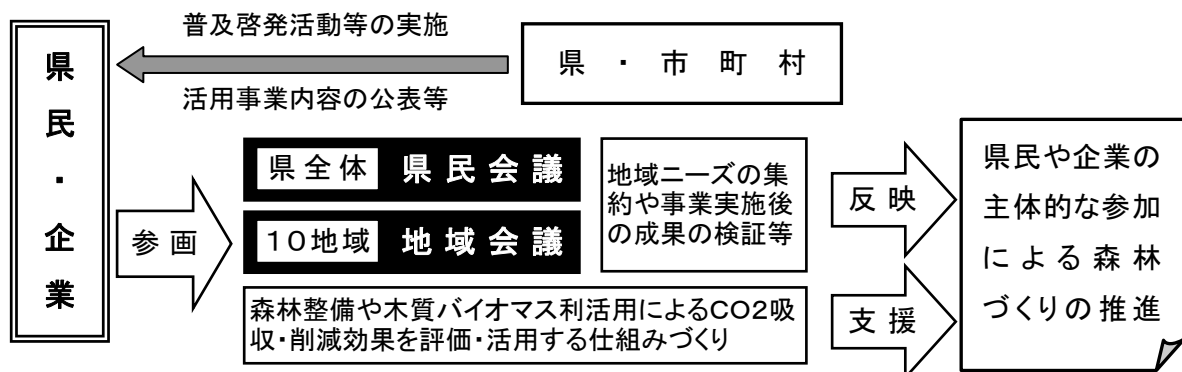 県民・企業
普及啓発活動等の実施
活用事業内容の公表等
県・市町村
参画
県全体 県民会議
10地域 地域会議
地域ニーズの集
約や事業実施後
の成果の検証等
森林整備や木質バイオマス利活用によるCO2吸
収・削減効果を評価・活用する仕組みづくり
反映
支援
県民や企業の
主体的な参加
による森林
づくりの推進